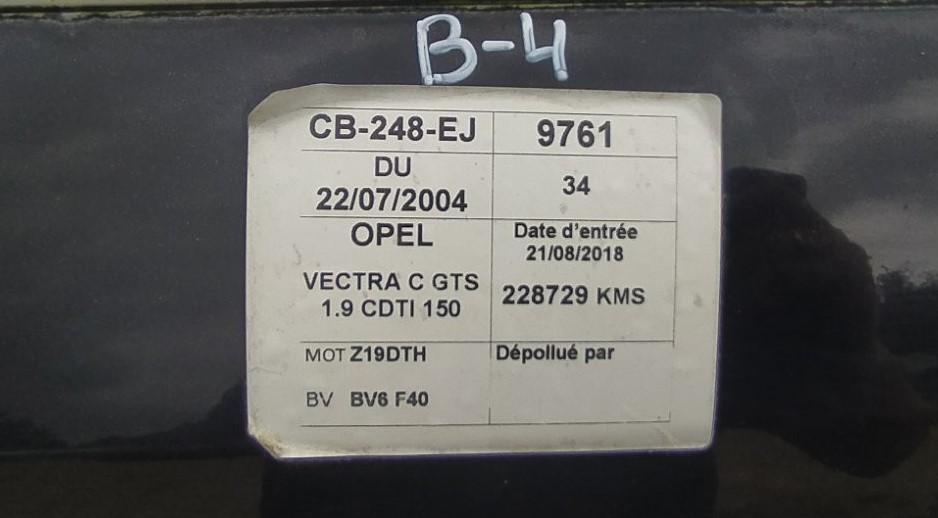 B-4
CB-248-EJ 9761
DU
22/07/2004
34
OPEL
Date d'entrée
21/08/2018
VECTRA C GTS
1.9 CDTI 150
228729 KMS
MOT Z19DTH Dépollué par
BV BV6 F40